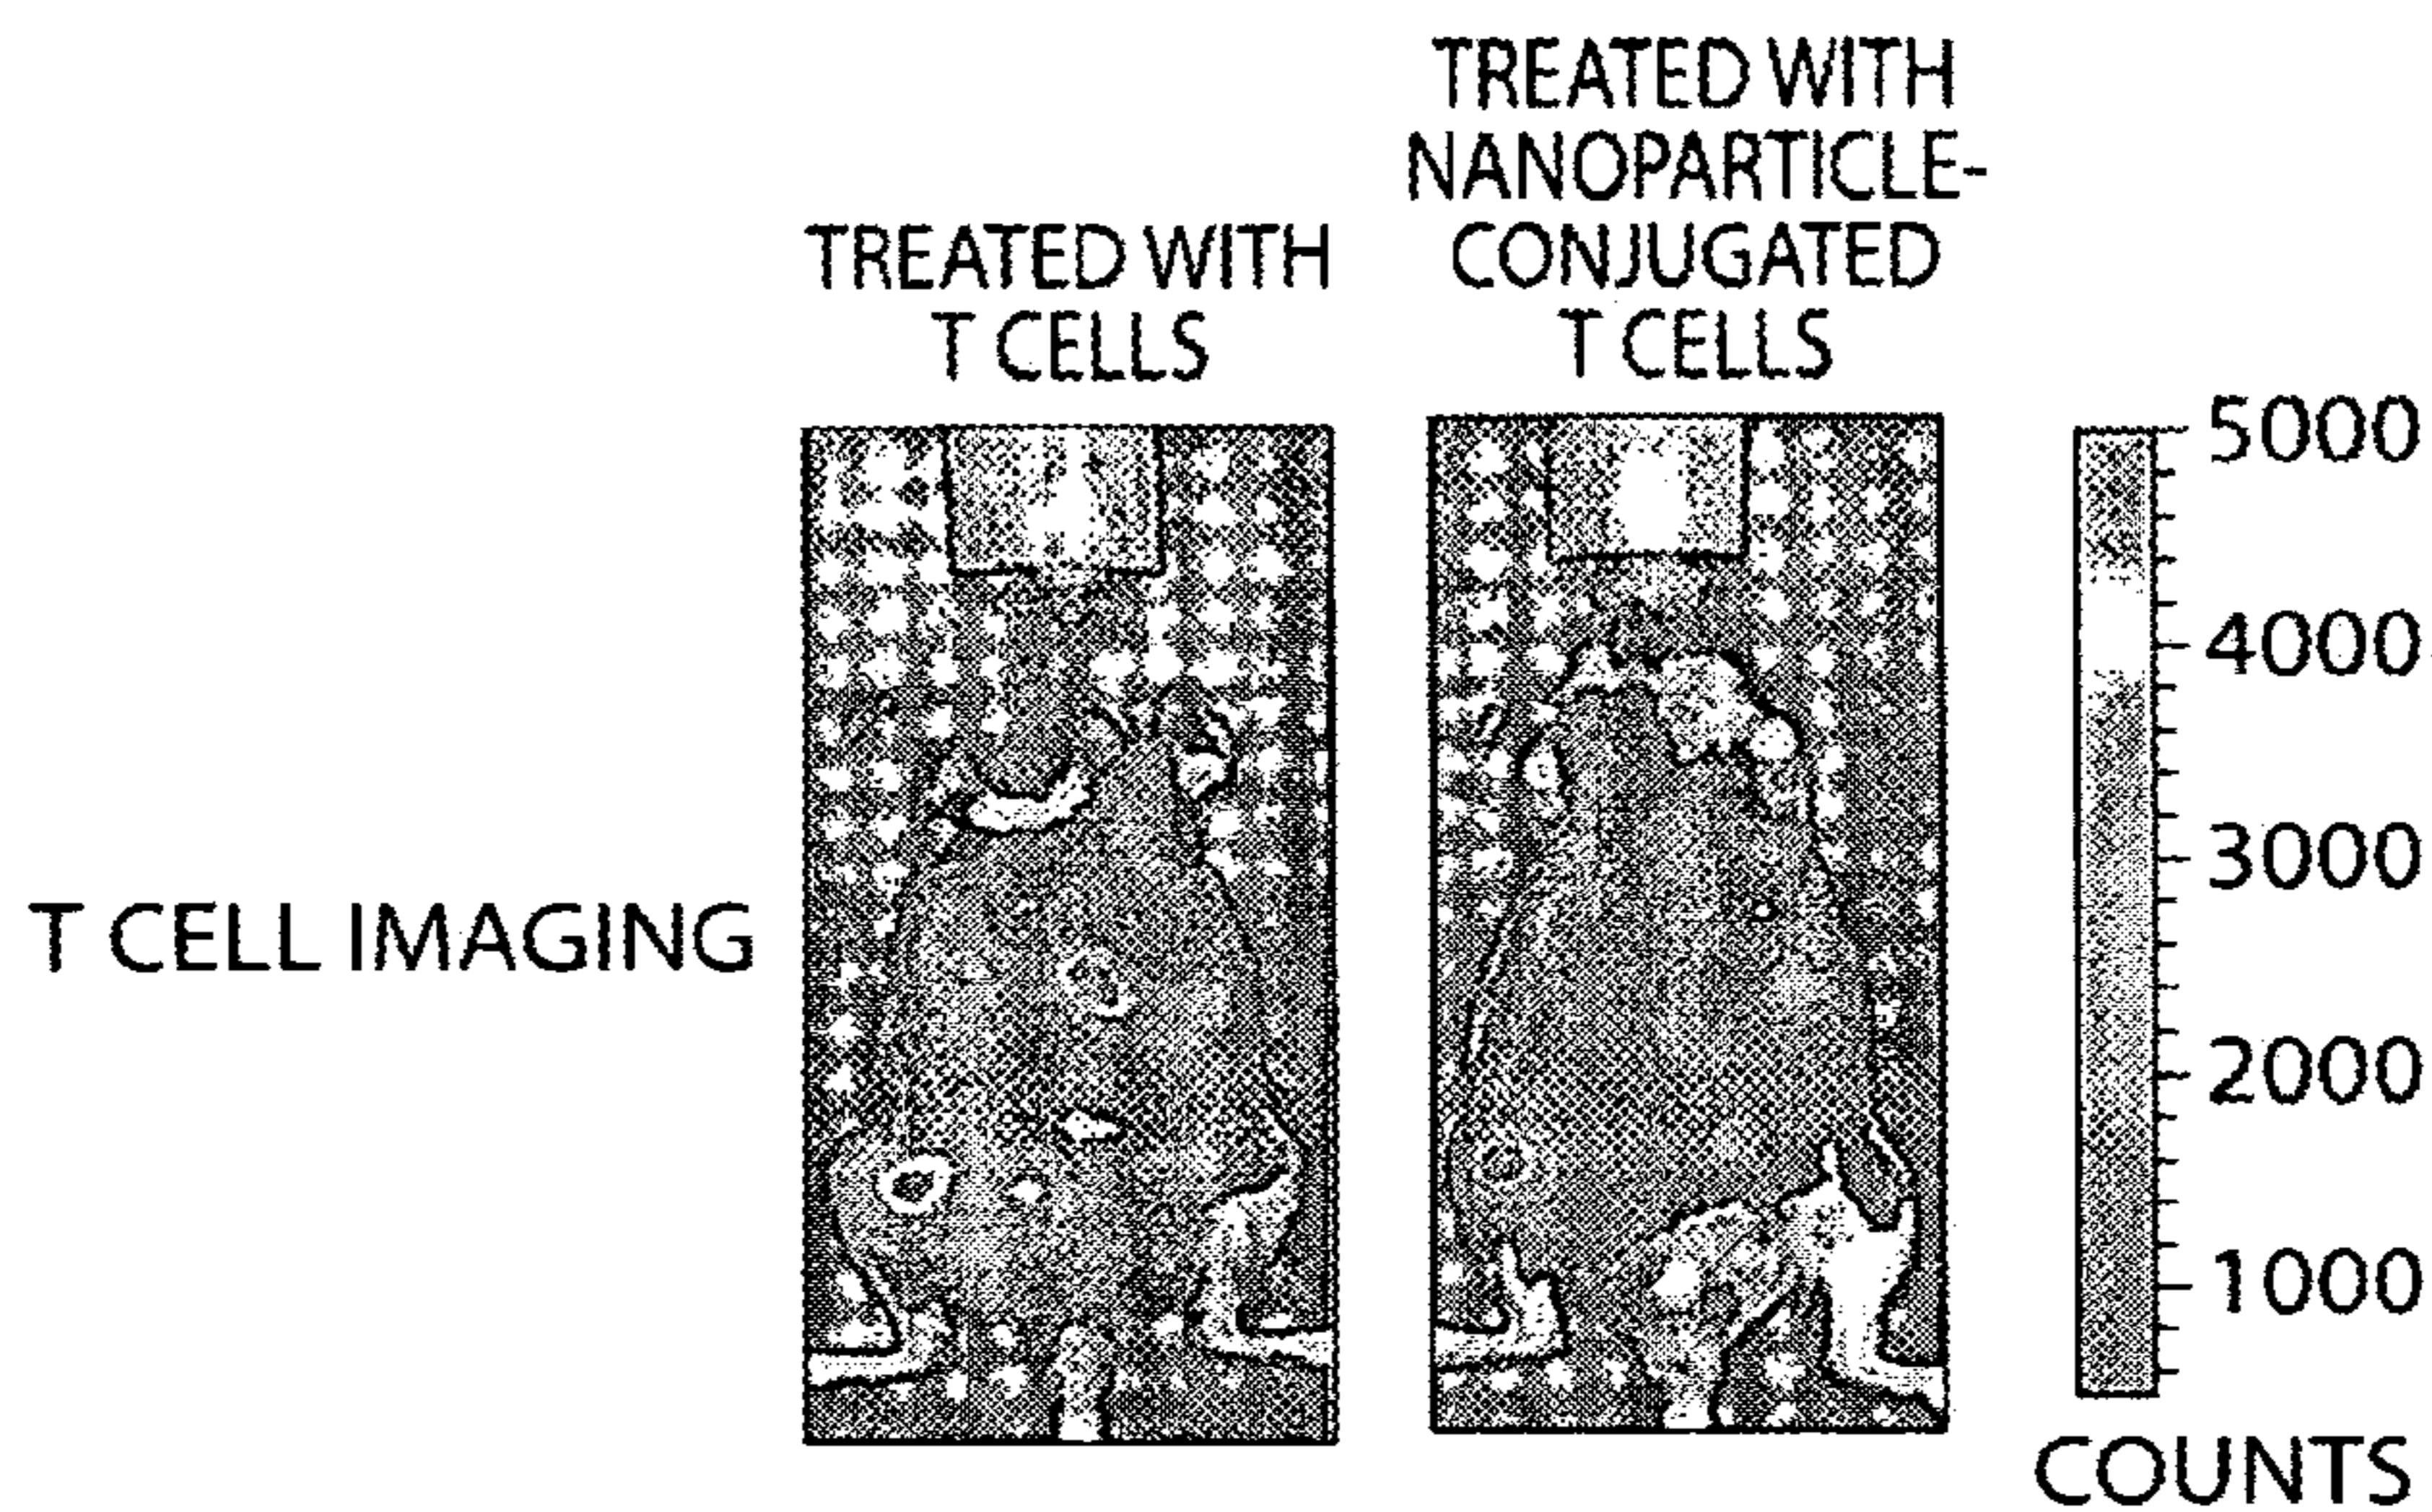 TREATED WITH
T CELLS
TREATED WITH
NANOPARTICLE-
CONJUGATED
T CELLS
T CELL IMAGING
5000
4000
3000
2000
1000
COUNTS